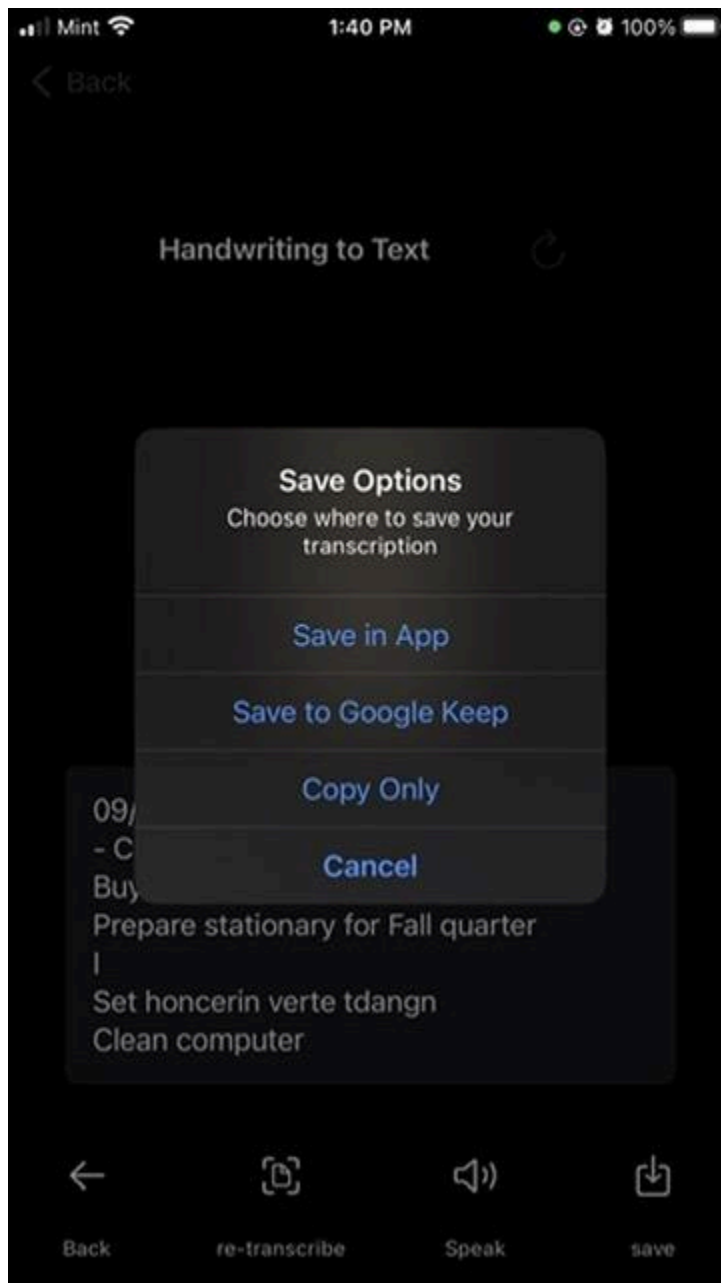 Mint 1:40 PM 100%
Back
Handwriting to Text
Save Options
Choose where to save your
transcription
Save in App
Save to Google Keep
Copy Only
Cancel
09/
- C
Buy
Prepare stationary for Fall quarter
|
Set honcerin verte tdangn
Clean computer
Back re-transcribe Speak save